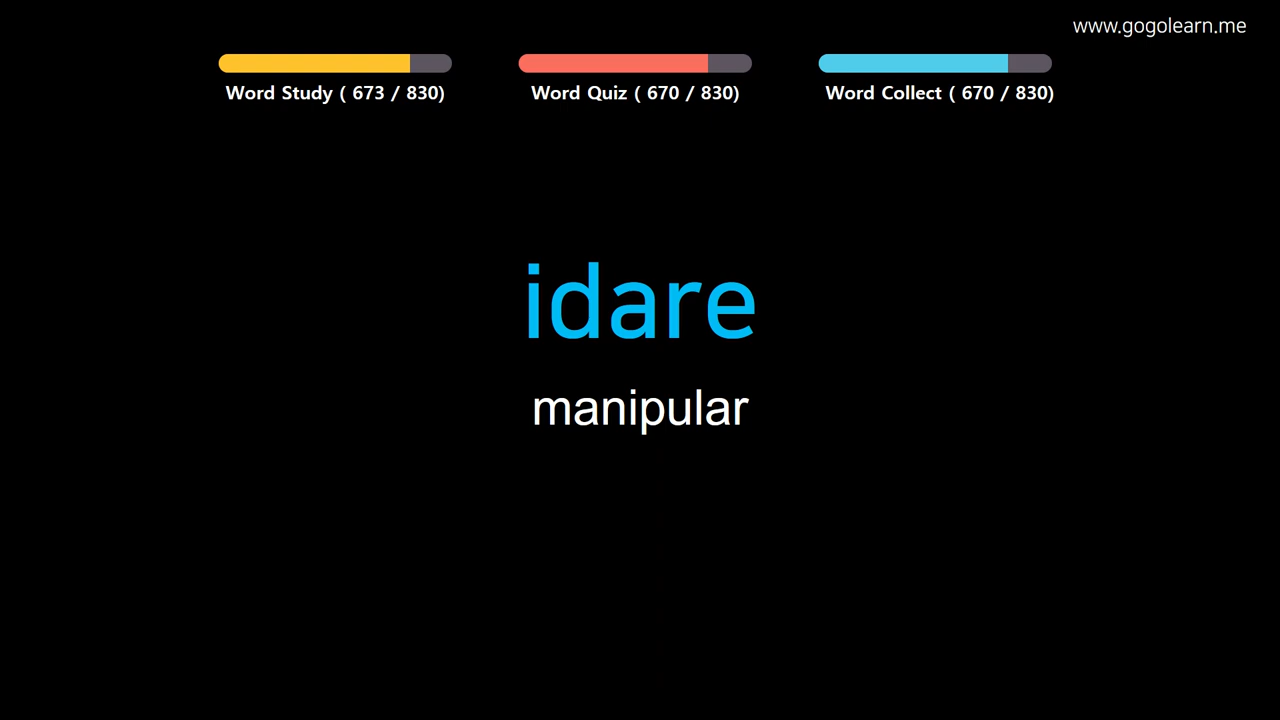 www.gogolearn.me
Word Study ( 673 / 830)
Word Quiz ( 670 / 830)
Word Collect ( 670 / 830)
idare
manipular